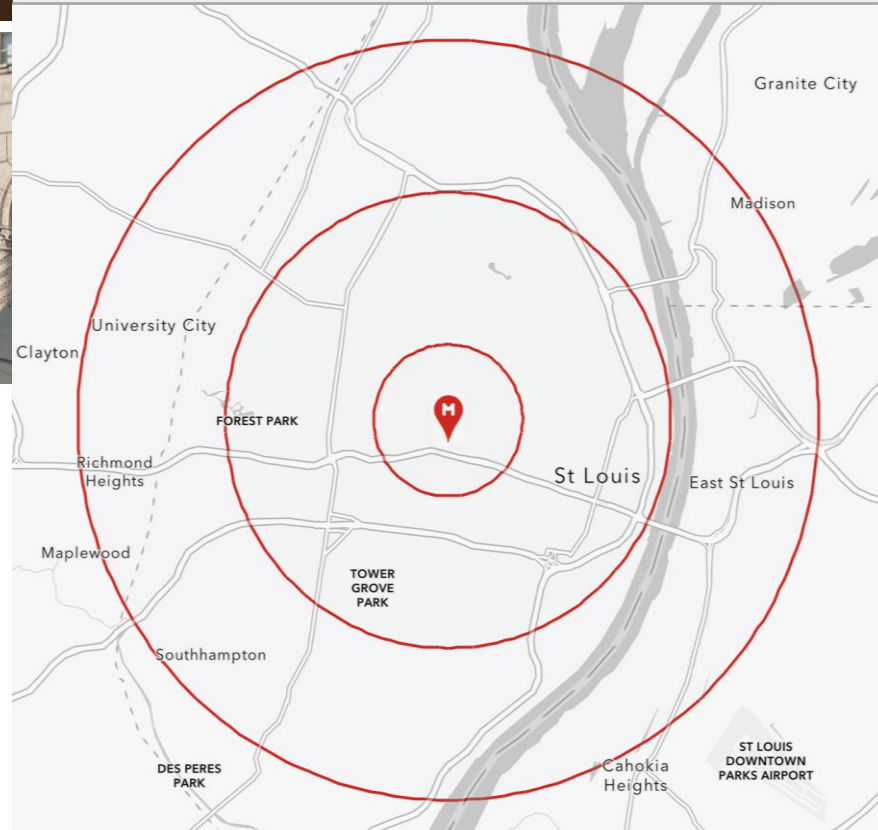 Granite City
Madison
University City
Clayton
M
FOREST PARK
Richmond
Heights
St Louis
East St Louis
Maplewood
TOWER
GROVE
PARK
Southhampton
ST LOUIS
DOWNTOWN
PARKS AIRPORT
Cahokia
Heights
DES PERES
PARK